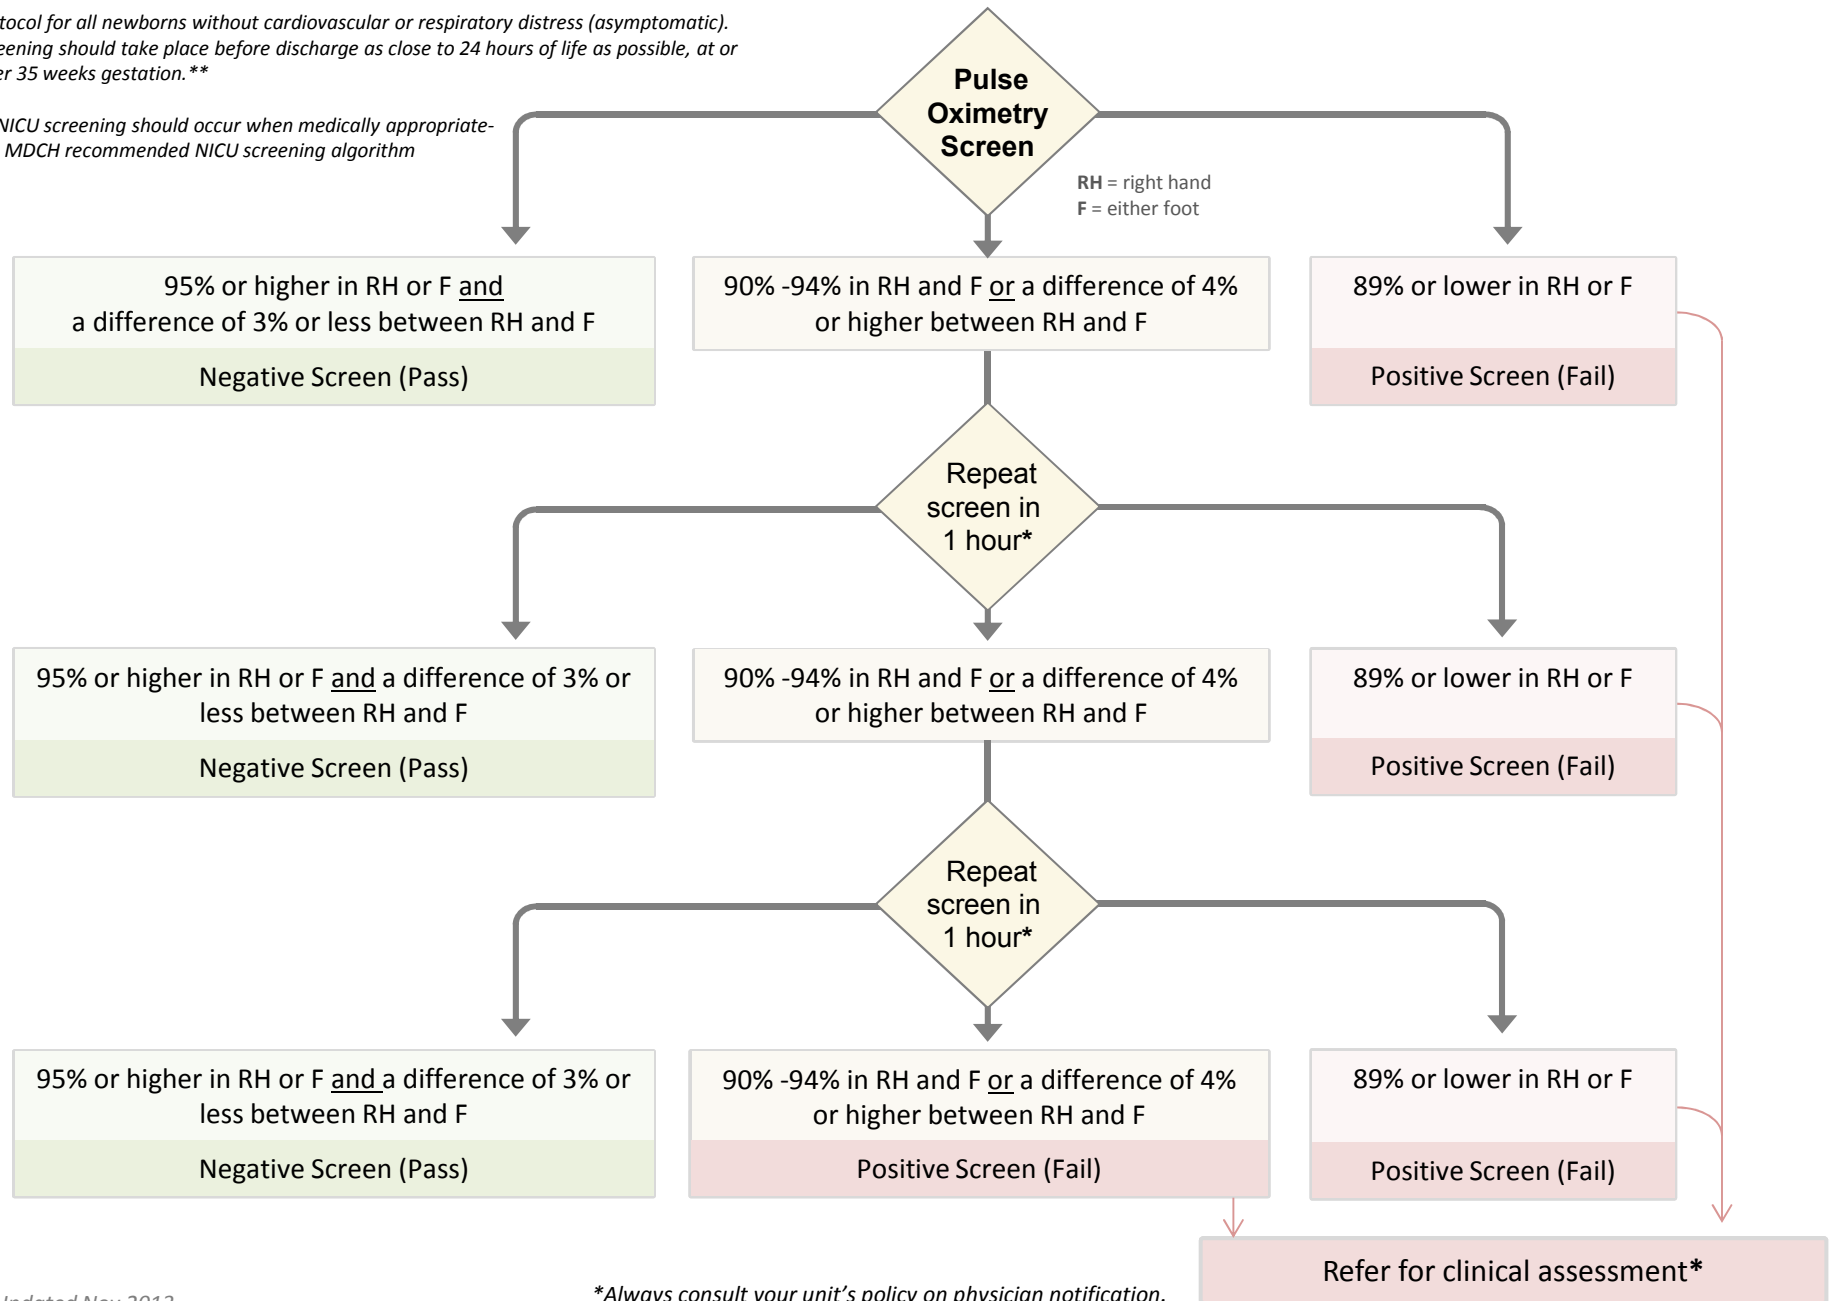 tocol for all newborns without cardiovascular or respiratory distress (asymptomatic).
eening should take place before discharge as close to 24 hours of life as possible, at or
er 35 weeks gestation.**
NICU screening should occur when medically appropriate-
MDCH recommended NICU screening algorithm
Pulse
Oximetry
Screen
RH = right hand
F = either foot
95% or higher in RH or F and
a difference of 3% or less between RH and F
Negative Screen (Pass)
90% -94% in RH and F or a difference of 4%
or higher between RH and F
89% or lower in RH or F
Positive Screen (Fail)
Repeat
screen in
1 hour*
95% or higher in RH or F and a difference of 3% or
less between RH and F
Negative Screen (Pass)
90% -94% in RH and F or a difference of 4%
or higher between RH and F
89% or lower in RH or F
Positive Screen (Fail)
Repeat
screen in
1 hour*
95% or higher in RH or F and a difference of 3% or
less between RH and F
Negative Screen (Pass)
90% -94% in RH and F or a difference of 4%
or higher between RH and F
Positive Screen (Fail)
89% or lower in RH or F
Positive Screen (Fail)
Refer for clinical assessment*
*Always consult your unit's policy on physician notification.
Updated Nov 2013